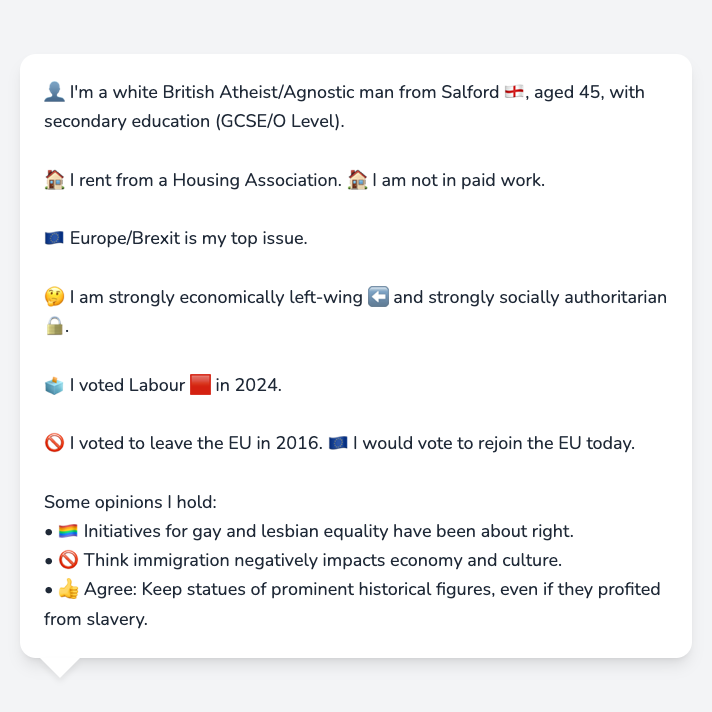 👤 I'm a white British Atheist/Agnostic man from Salford 🏴󠁧󠁢󠁥󠁮󠁧󠁿, aged 45, with
secondary education (GCSE/O Level).
🏠 I rent from a Housing Association. 🏠 I am not in paid work.
🇪🇺 Europe/Brexit is my top issue.
🤔 I am strongly economically left-wing ⬅️ and strongly socially authoritarian
🔒.
🗳️ I voted Labour 🟥 in 2024.
🚫 I voted to leave the EU in 2016. 🇪🇺 I would vote to rejoin the EU today.
Some opinions I hold:
• 🏳️‍🌈 Initiatives for gay and lesbian equality have been about right.
• 🚫 Think immigration negatively impacts economy and culture.
• 👍 Agree: Keep statues of prominent historical figures, even if they profited
from slavery.